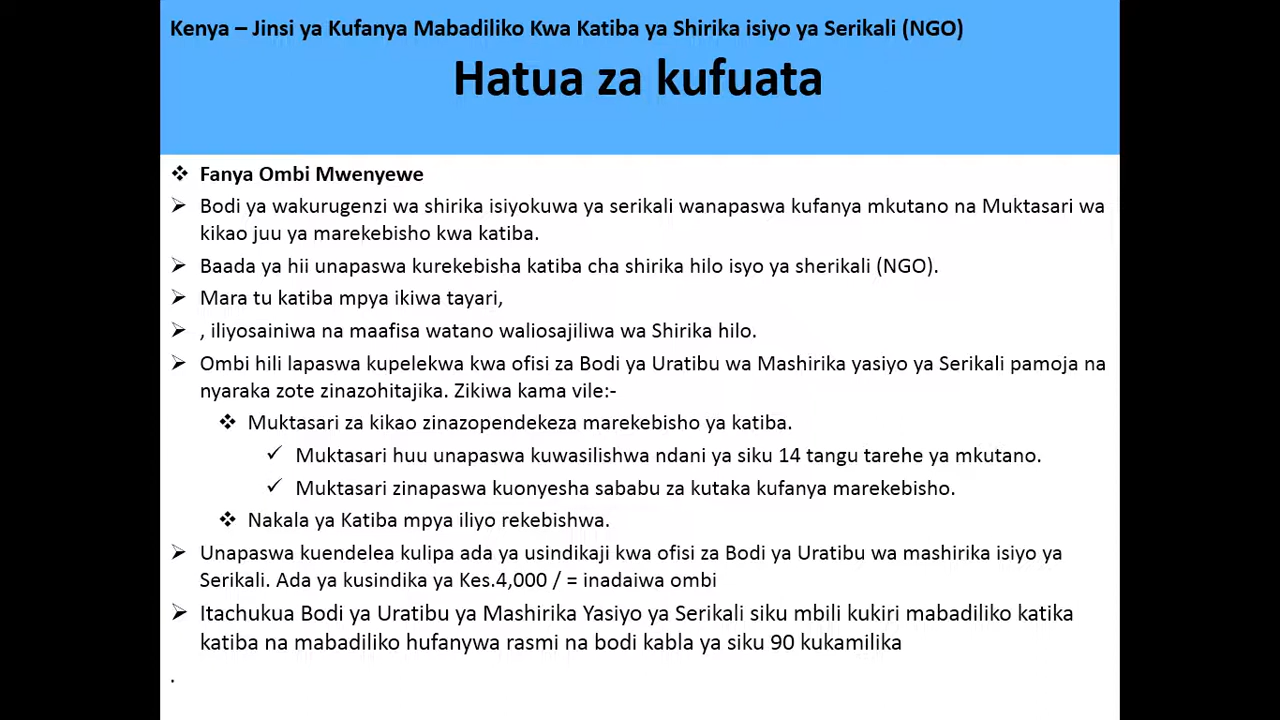 Kenya – Jinsi ya Kufanya Mabadiliko Kwa Katiba ya Shirika isiyo ya Serikali (NGO)
Hatua za kufuata
❖ Fanya Ombi Mwenyewe
➢ Bodi ya wakurugenzi wa shirika isiyokuwa ya serikali wanapaswa kufanya mkutano na Muktasari wa
kikao juu ya marekebisho kwa katiba.
➢ Baada ya hii unapaswa kurekebisha katiba cha shirika hilo isyo ya sherikali (NGO).
➢ Mara tu katiba mpya ikiwa tayari,
➢ , iliyosainiwa na maafisa watano waliosajiliwa wa Shirika hilo.
➢ Ombi hili lapaswa kupelekwa kwa ofisi za Bodi ya Uratibu wa Mashirika yasiyo ya Serikali pamoja na
nyaraka zote zinazohitajika. Zikiwa kama vile:-
❖ Muktasari za kikao zinazopendekeza marekebisho ya katiba.
✓ Muktasari huu unapaswa kuwasilishwa ndani ya siku 14 tangu tarehe ya mkutano.
✓ Muktasari zinapaswa kuonyesha sababu za kutaka kufanya marekebisho.
❖ Nakala ya Katiba mpya iliyo rekebishwa.
➢ Unapaswa kuendelea kulipa ada ya usindikaji kwa ofisi za Bodi ya Uratibu wa mashirika isiyo ya
Serikali. Ada ya kusindika ya Kes.4,000 / = inadaiwa ombi
➢ Itachukua Bodi ya Uratibu ya Mashirika Yasiyo ya Serikali siku mbili kukiri mabadiliko katika
katiba na mabadiliko hufanywa rasmi na bodi kabla ya siku 90 kukamilika
.